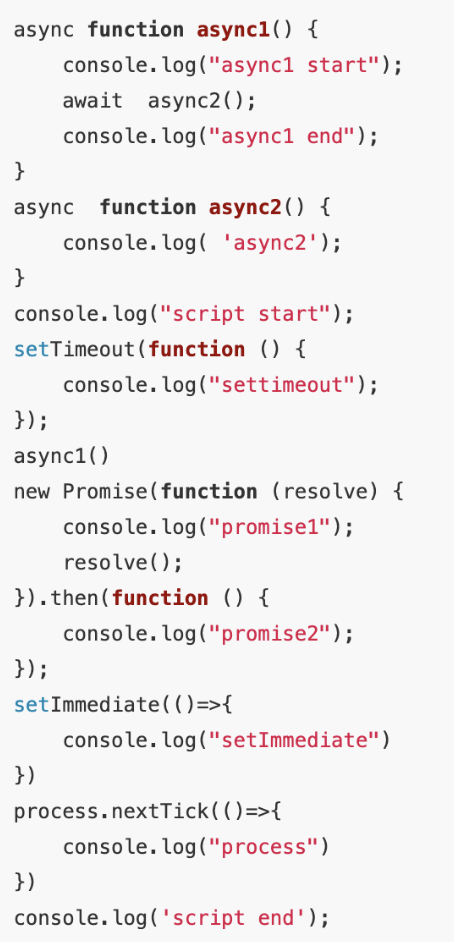 async function async1() {
    console.log("async1 start");
    await  async2();
    console.log("async1 end");
}
async  function async2() {
    console.log( 'async2');
}
console.log("script start");
setTimeout(function () {
    console.log("settimeout");
});
async1()
new Promise(function (resolve) {
    console.log("promise1");
    resolve();
}).then(function () {
    console.log("promise2");
});
setImmediate(()=>{
    console.log("setImmediate")
})
process.nextTick(()=>{
    console.log("process")
})
console.log('script end');